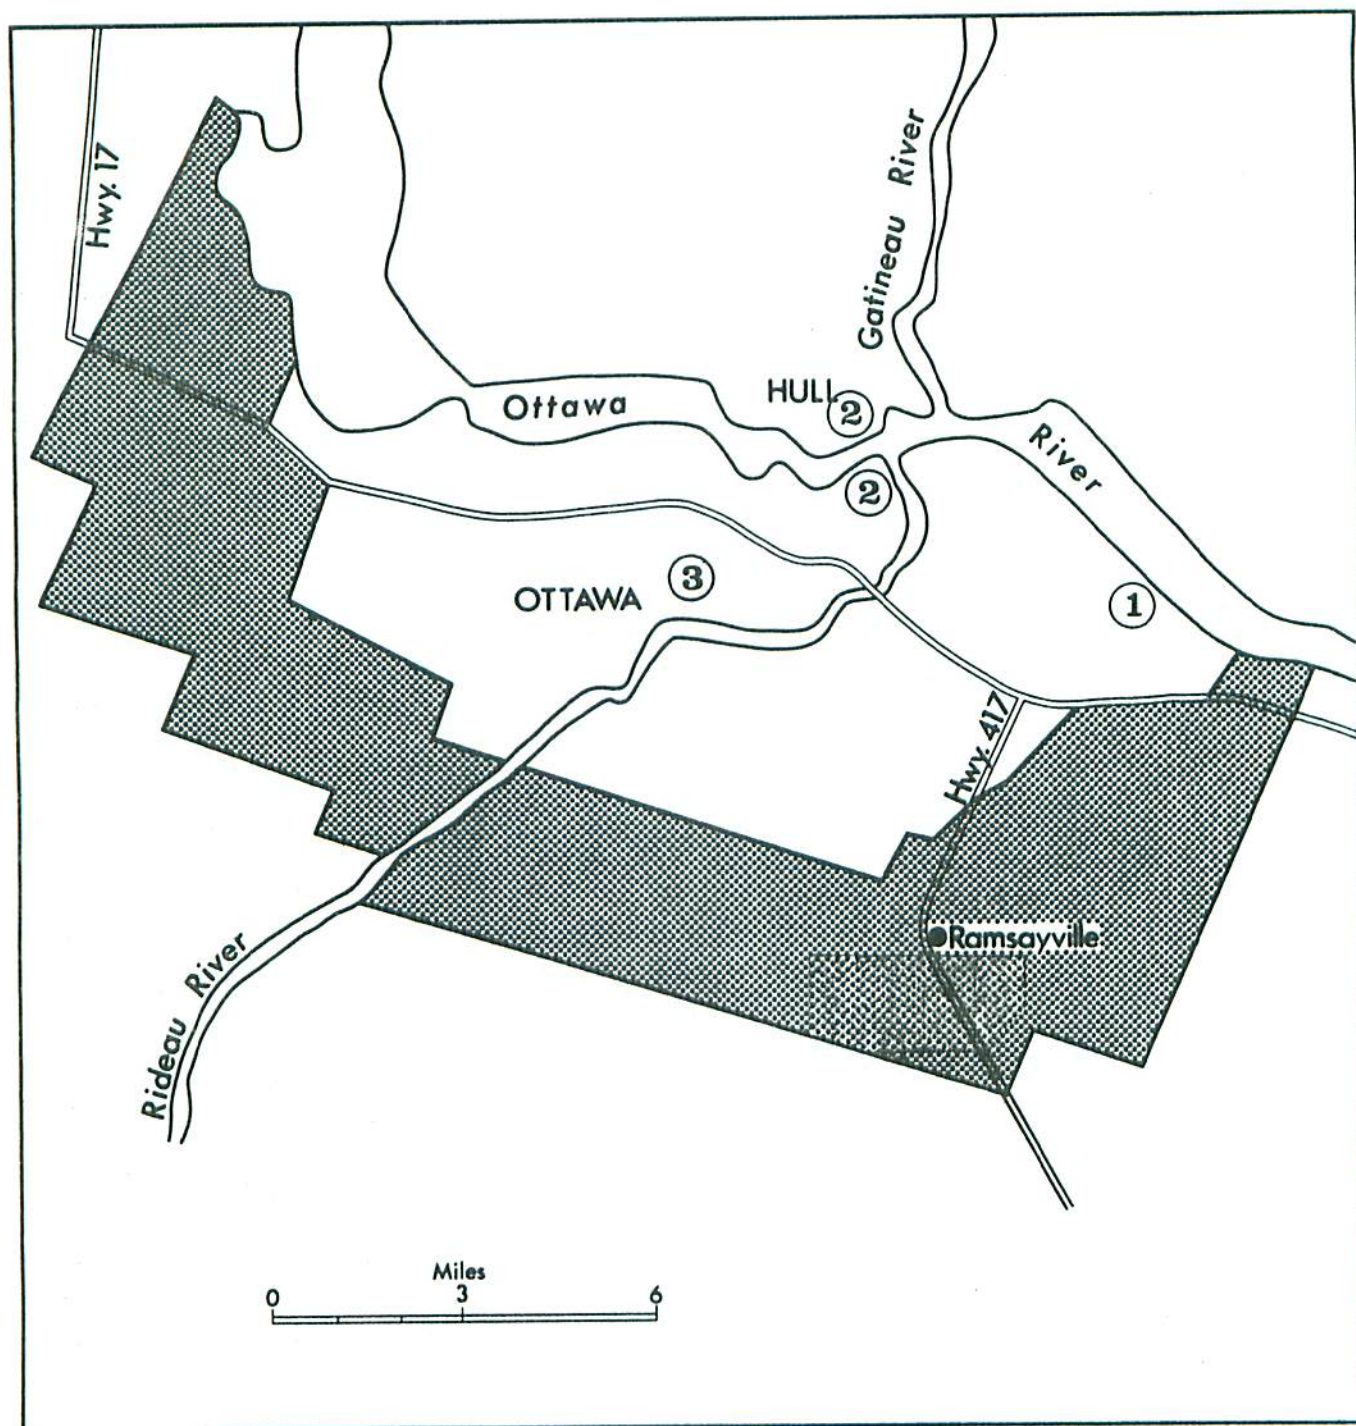 Hwy. 17
Gatineau River
HULL
2
Ottawa
River
2
3
OTTAWA
1
Hwy. 417
Ramsayville
Rideau River
Miles
0 3 6